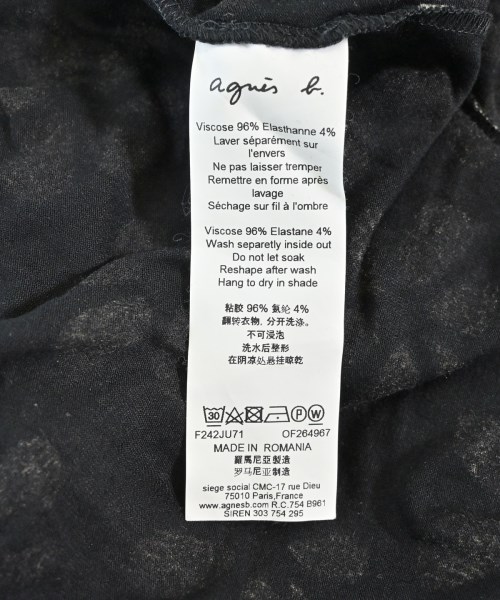 agnès b.
Viscose 96% Elasthanne 4%
Laver séparément sur
l'envers
Ne pas laisser tremper
Remettre en forme après
lavage
Séchage sur fil à l'ombre
Viscose 96% Elastane 4%
Wash separetly inside out
Do not let soak
Reshape after wash
Hang to dry in shade
粘胶 96% 氨纶 4%
翻转衣物, 分开洗涤。
不可浸泡
洗水后整形
在阴凉处悬挂晾乾
30 P W
F242JU71 OF264967
MADE IN ROMANIA
羅馬尼亞製造
罗马尼亚制造
siege social CMC-17 rue Dieu
75010 Paris,France
www.agnesb.com R.C.754 B961
SIREN 303 754 295